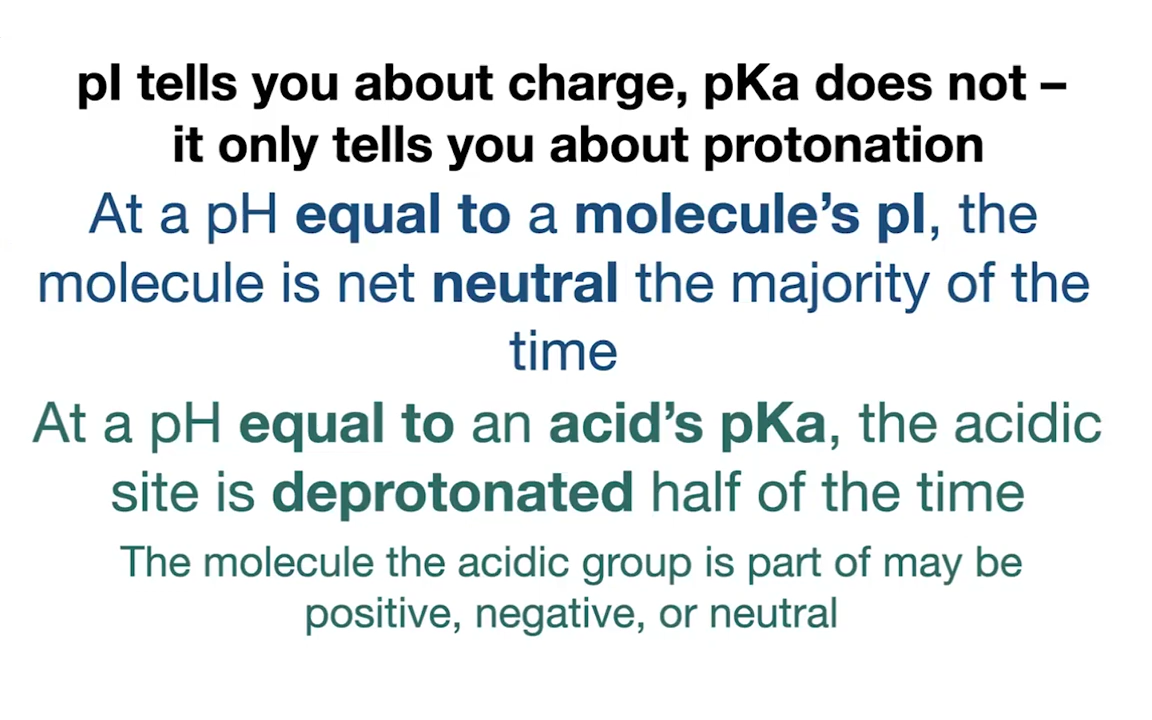 pI tells you about charge, pKa does not –
it only tells you about protonation
At a pH equal to a molecule’s pI, the
molecule is net neutral the majority of the
time
At a pH equal to an acid’s pKa, the acidic
site is deprotonated half of the time
The molecule the acidic group is part of may be
positive, negative, or neutral